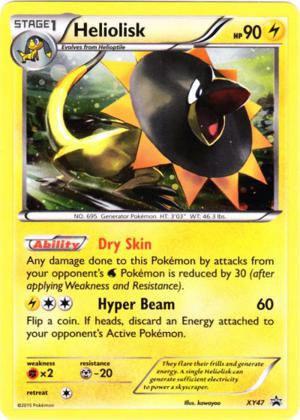 STAGE1
Heliolisk
HP 90
Evolves from Helioptile
NO. 695 Generator Pokémon HT: 3'03" WT: 46.3 lbs.
Ability Dry Skin
Any damage done to this Pokémon by attacks from
your opponent's Pokémon is reduced by 30 (after
applying Weakness and Resistance).
Hyper Beam 60
Flip a coin. If heads, discard an Energy attached to
your opponent's Active Pokémon.
weakness
×2
resistance
-20
retreat
They flare their frills and generate
energy. A single Heliolisk can
generate sufficient electricity to
power a skyscraper.
©2015 Pokémon
Illus. kawayoo
XY47